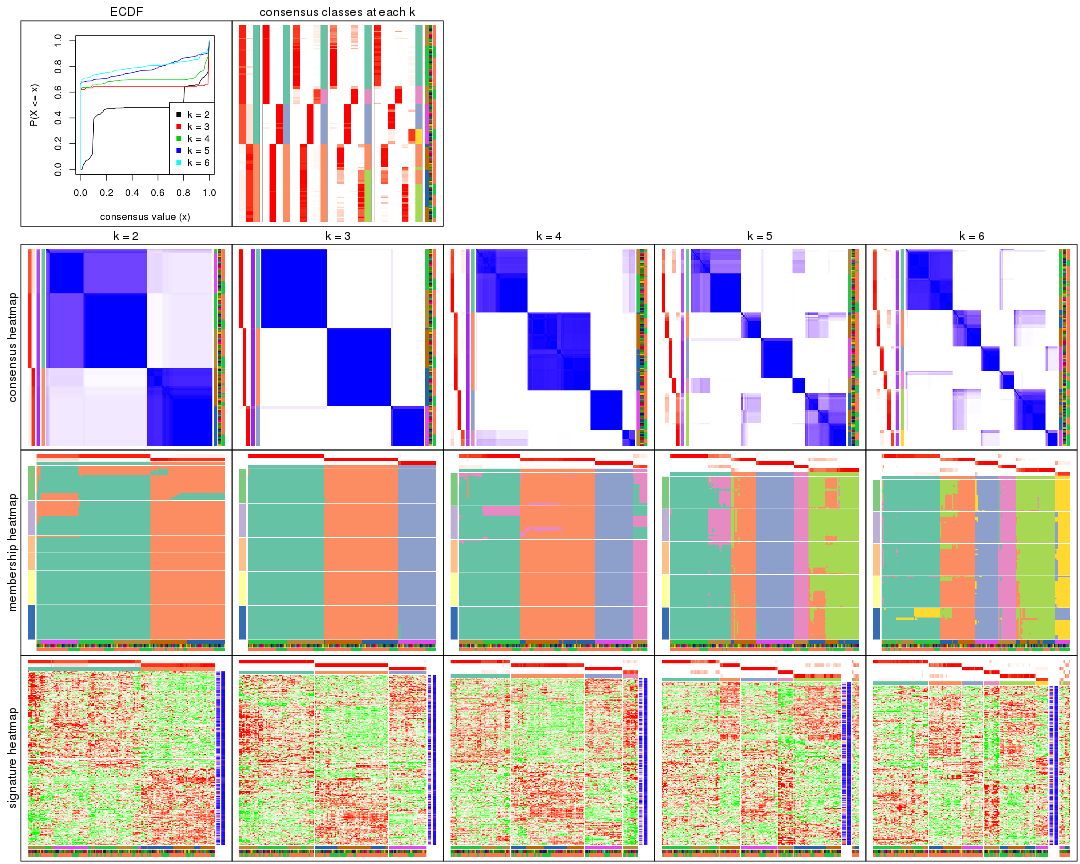 ECDF
consensus classes at each k
P(X <= x)
0.0 0.2 0.4 0.6 0.8 1.0
k = 2
k = 3
k = 4
k = 5
k = 6
0.0 0.2 0.4 0.6 0.8 1.0
consensus value (x)
k = 2 k = 3 k = 4 k = 5 k = 6
consensus heatmap
membership heatmap
signature heatmap